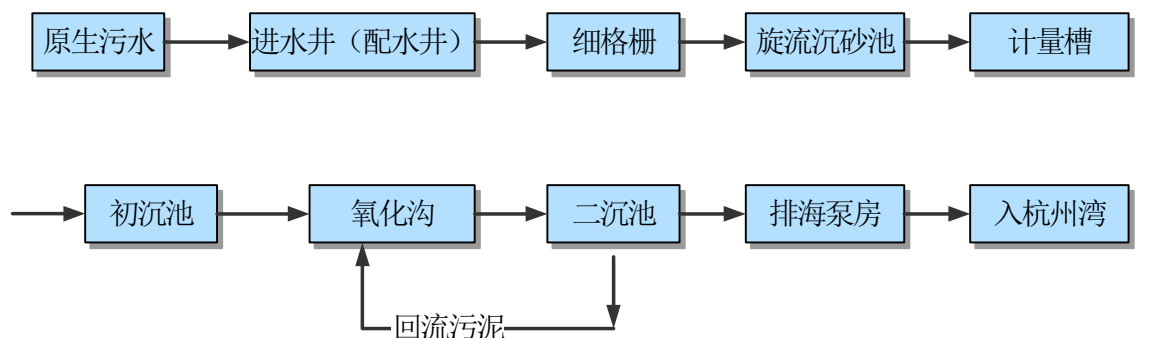 原生污水
进水井（配水井）
细格栅
旋流沉砂池
计量槽
初沉池
氧化沟
二沉池
排海泵房
入杭州湾
回流污泥